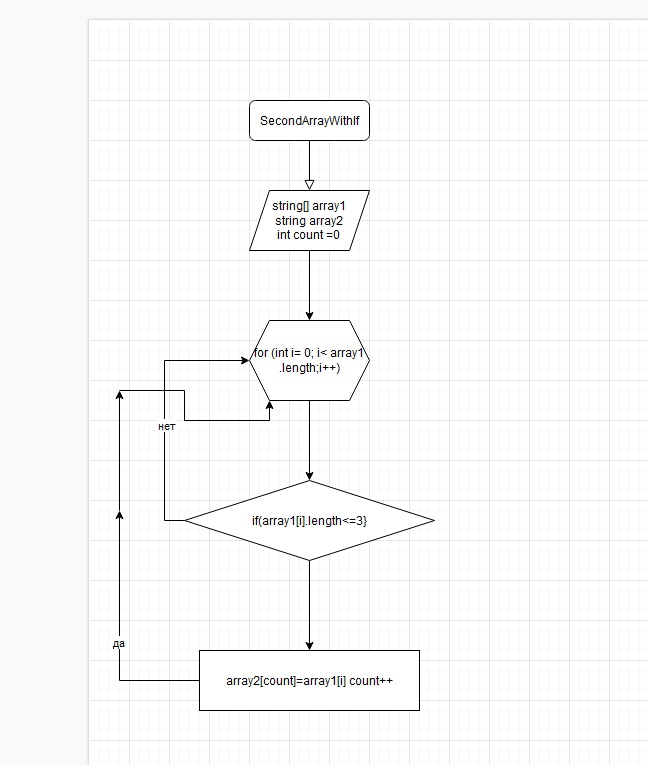 SecondArrayWithIf
string[] array1
string array2
int count =0
for (int i= 0; i< array1
.length;i++)
нет
if(array1[i].length<=3}
да
array2[count]=array1[i] count++